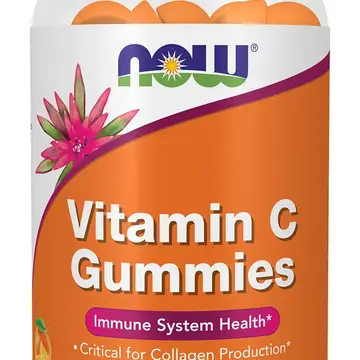 NOW®
Vitamin C
Gummies
Immune System Health*
•Critical for Collagen Production*